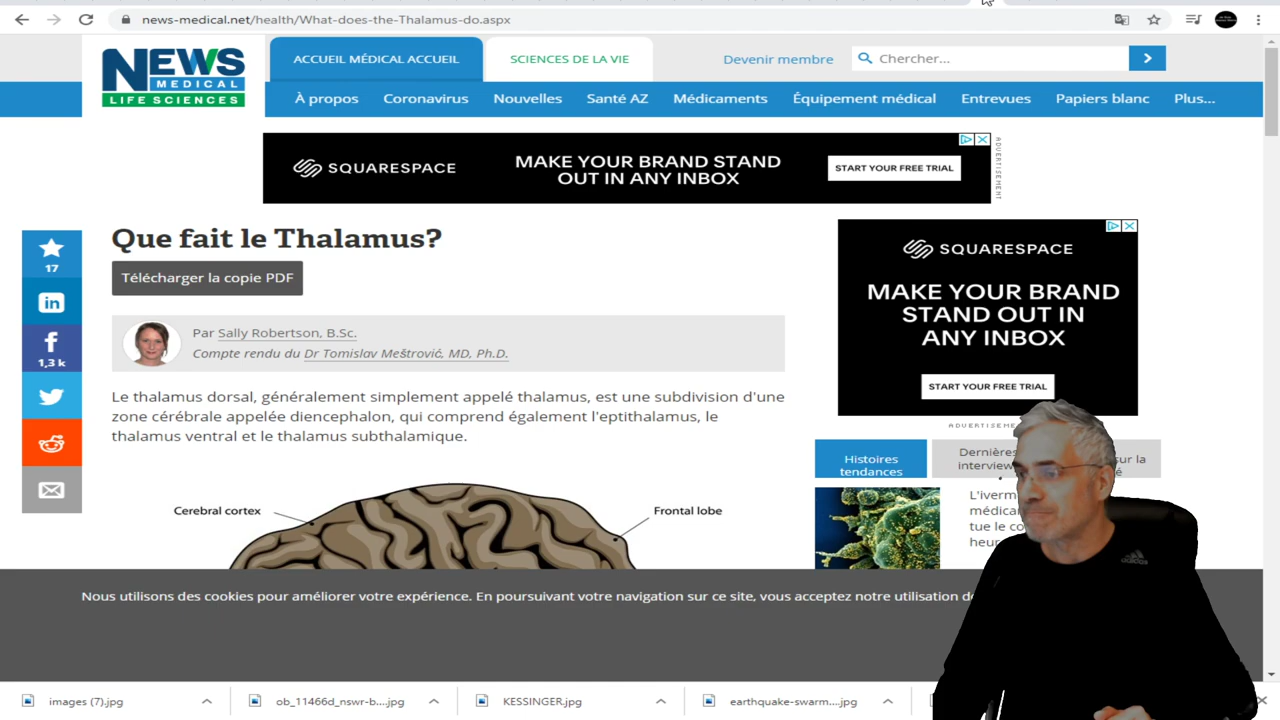 news-medical.net/health/What-does-the-Thalamus-do.aspx
NEWS
MEDICAL
LIFE SCIENCES
ACCUEIL MÉDICAL ACCUEIL
SCIENCES DE LA VIE
Devenir membre
Chercher...
À propos
Coronavirus
Nouvelles
Santé AZ
Médicaments
Équipement médical
Entrevues
Papiers blanc
Plus...
SQUARESPACE
MAKE YOUR BRAND STAND
OUT IN ANY INBOX
START YOUR FREE TRIAL
ADVERTISEMENT
Que fait le Thalamus?
Télécharger la copie PDF
17
in
f
1,3 k
Par Sally Robertson, B.Sc.
Compte rendu du Dr Tomislav Meštrović, MD, Ph.D.
Le thalamus dorsal, généralement simplement appelé thalamus, est une subdivision d'une
zone cérébrale appelée diencephalon, qui comprend également l'eptithalamus, le
thalamus ventral et le thalamus subthalamique.
Cerebral cortex
Frontal lobe
SQUARESPACE
MAKE YOUR BRAND
STAND OUT IN
ANY INBOX
START YOUR FREE TRIAL
ADVERTISEME
Histoires
tendances
Dernières
interview
sur la
L'iverm
médica
tue le co
heur
adidas
Nous utilisons des cookies pour améliorer votre expérience. En poursuivant votre navigation sur ce site, vous acceptez notre utilisation de
images (7).jpg
ob_11466d_nswr-b....jpg
KESSINGER.jpg
earthquake-swarm....jpg